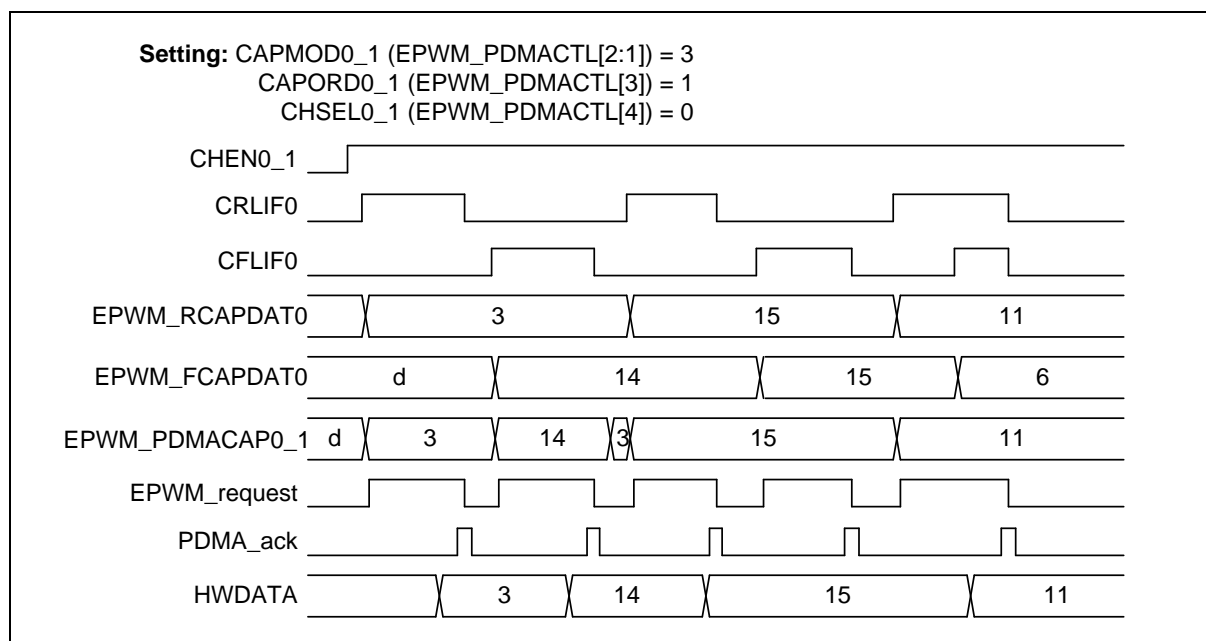 Setting: CAPMOD0_1 (EPWM_PDMACTL[2:1]) = 3
CAPORD0_1 (EPWM_PDMACTL[3]) = 1
CHSEL0_1 (EPWM_PDMACTL[4]) = 0
CHEN0_1
CRLIF0
CFLIF0
EPWM_RCAPDAT0 3 15 11
EPWM_FCAPDAT0 d 14 15 6
EPWM_PDMACAP0_1 d 3 14 3 15 11
EPWM_request
PDMA_ack
HWDATA 3 14 15 11